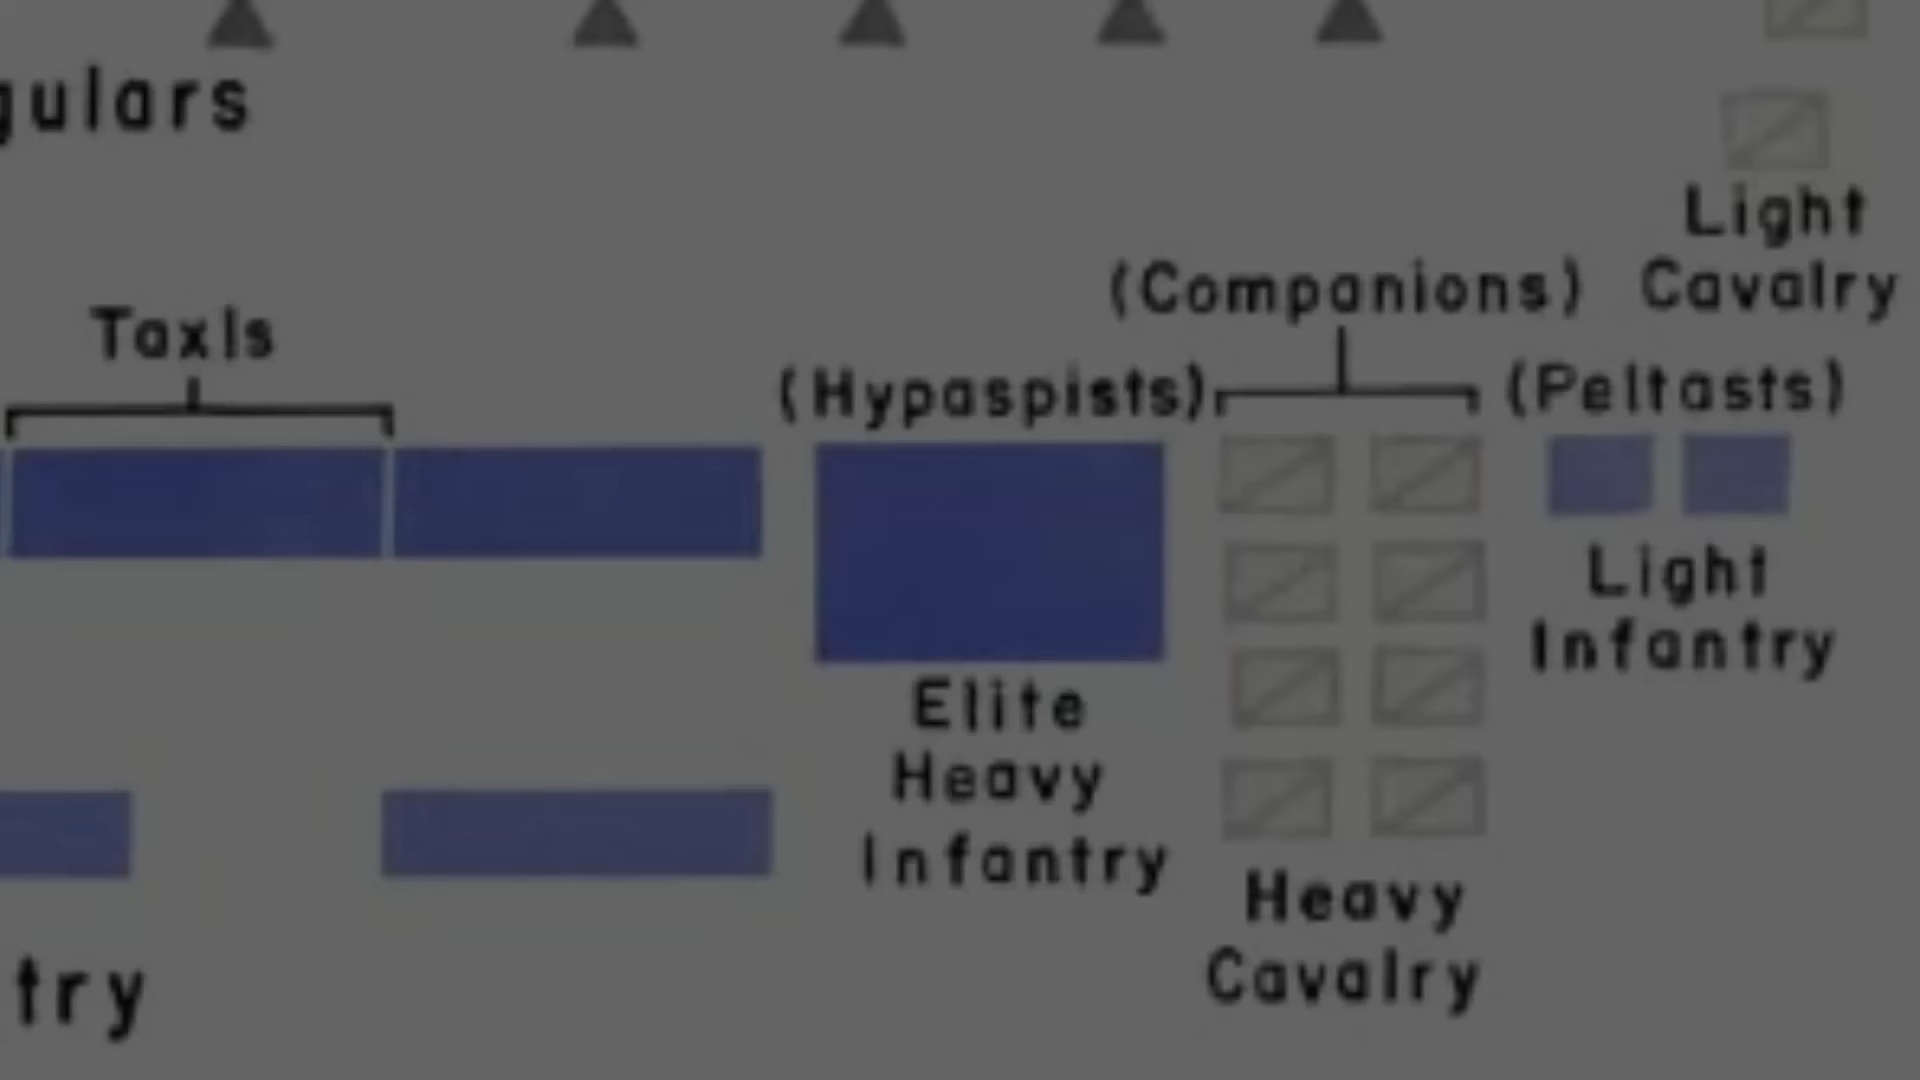 gulars
Light
Cavalry
(Companions)
Taxis
(Hypaspists)
(Peltasts)
Light
Infantry
Elite
Heavy
Infantry
Heavy
Cavalry
try